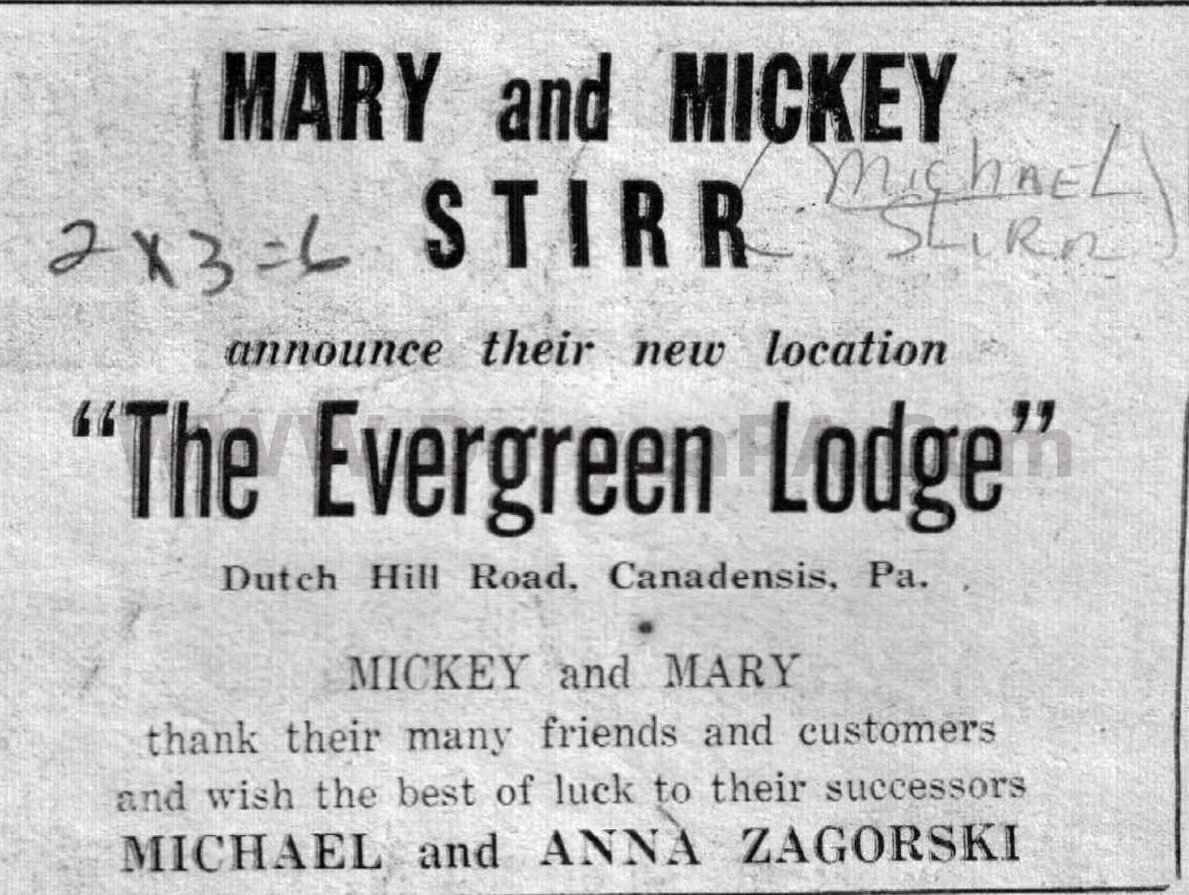 MARY and MICKEY
STIRR
(Michael
Stirr)
2 x 3 = 6
announce their new location
"The Evergreen Lodge"
Dutch Hill Road, Canadensis, Pa.
MICKEY and MARY
thank their many friends and customers
and wish the best of luck to their successors
MICHAEL and ANNA ZAGORSKI